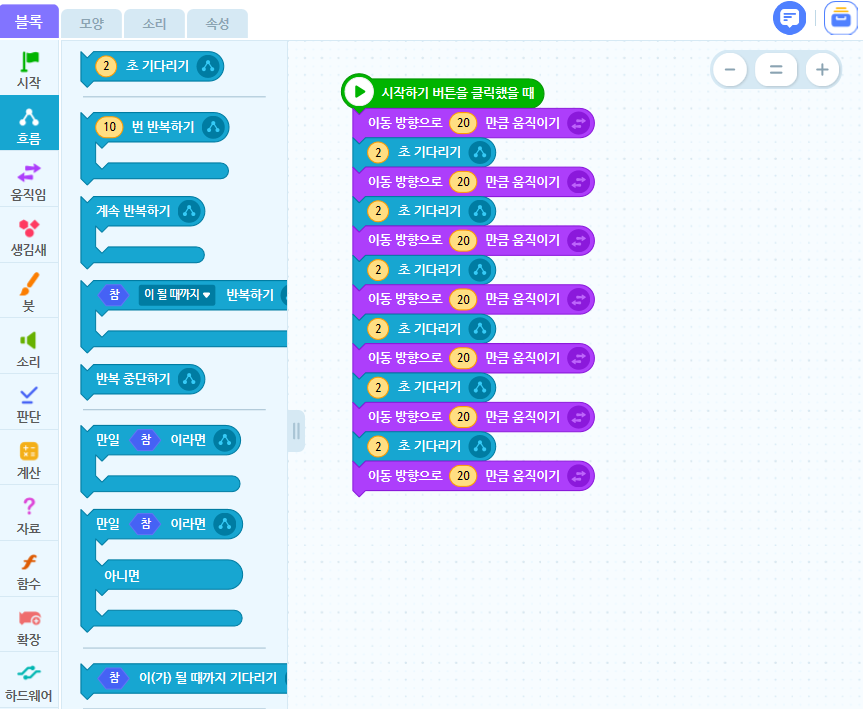 블록
모양
소리
속성
시작
흐름
움직임
생김새
붓
소리
판단
계산
자료
함수
확장
하드웨어
2 초 기다리기
10 번 반복하기
계속 반복하기
참 이 될 때까지 ▼ 반복하기
반복 중단하기
만일 참 이라면
만일 참 이라면
아니면
참 이(가) 될 때까지 기다리기
시작하기 버튼을 클릭했을 때
이동 방향으로 20 만큼 움직이기
2 초 기다리기
이동 방향으로 20 만큼 움직이기
2 초 기다리기
이동 방향으로 20 만큼 움직이기
2 초 기다리기
이동 방향으로 20 만큼 움직이기
2 초 기다리기
이동 방향으로 20 만큼 움직이기
2 초 기다리기
이동 방향으로 20 만큼 움직이기
2 초 기다리기
이동 방향으로 20 만큼 움직이기